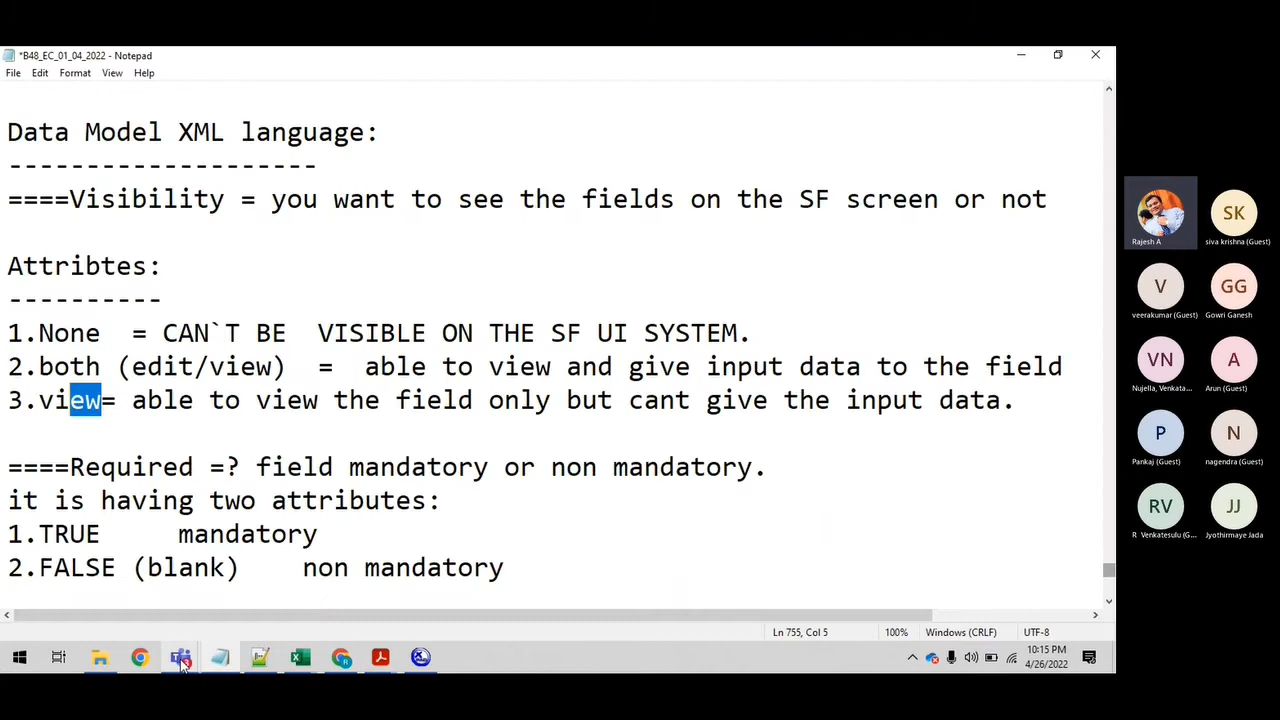 *B48_EC_01_04_2022 - Notepad
File Edit Format View Help
Data Model XML language:
--------------------
====Visibility = you want to see the fields on the SF screen or not
Attribtes:
----------
1.None = CAN`T BE VISIBLE ON THE SF UI SYSTEM.
2.both (edit/view) = able to view and give input data to the field
3.view= able to view the field only but cant give the input data.
====Required =? field mandatory or non mandatory.
it is having two attributes:
1.TRUE mandatory
2.FALSE (blank) non mandatory
Ln 755, Col 5 100% Windows (CRLF) UTF-8
10:15 PM
4/26/2022
Rajesh A
SK
siva krishna (Guest)
V
veerakumar (Guest)
GG
Gowri Ganesh
VN
Nujella, Venkata...
A
Arun (Guest)
P
Pankaj (Guest)
N
nagendra (Guest)
RV
R Venkatesulu (G...
JJ
Jyothirmaye Jada